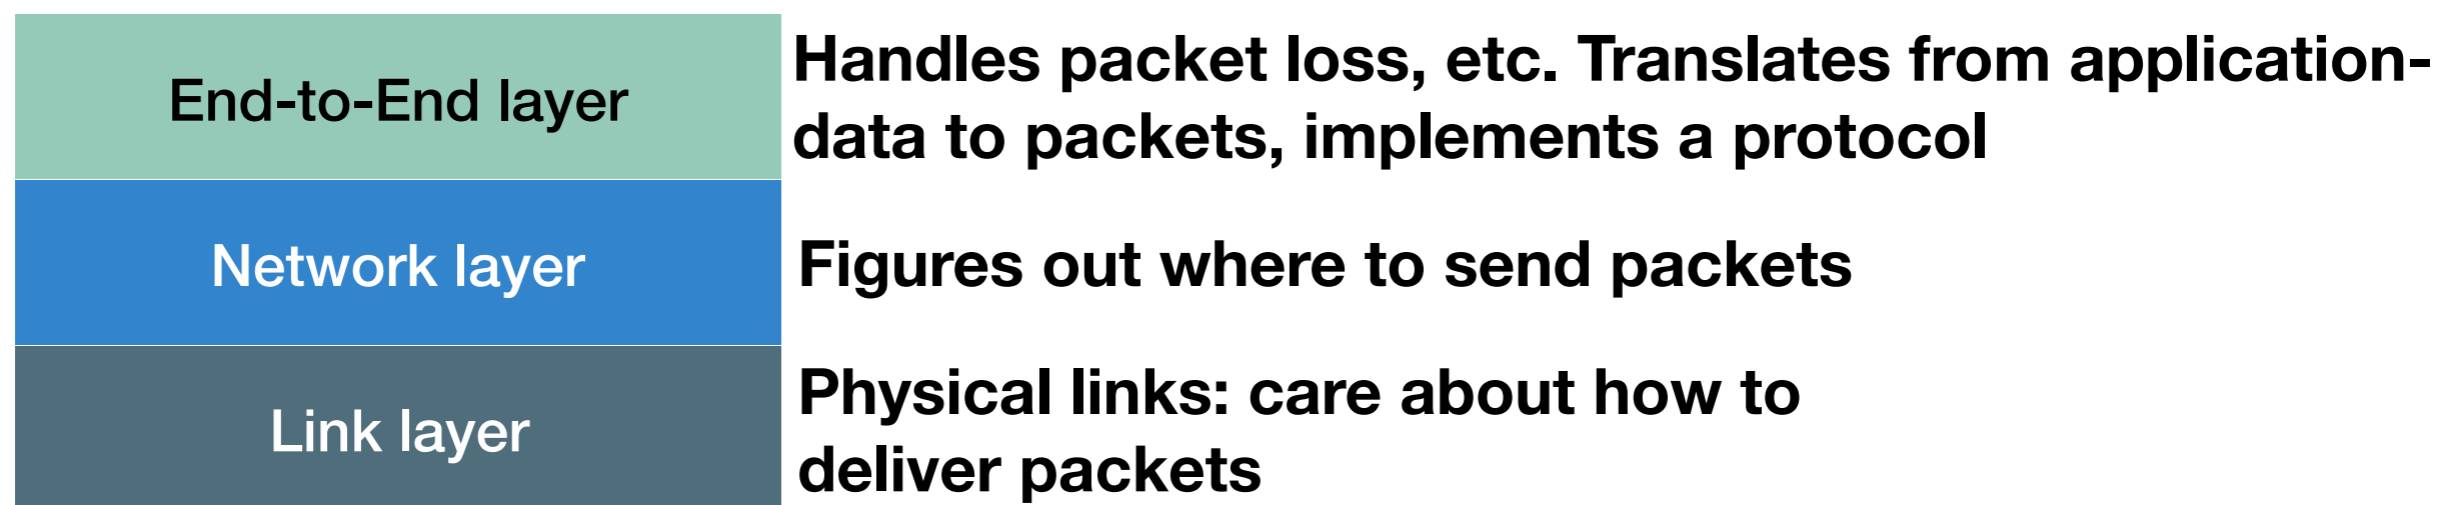 End-to-End layer
Handles packet loss, etc. Translates from application-
data to packets, implements a protocol
Network layer
Figures out where to send packets
Link layer
Physical links: care about how to
deliver packets